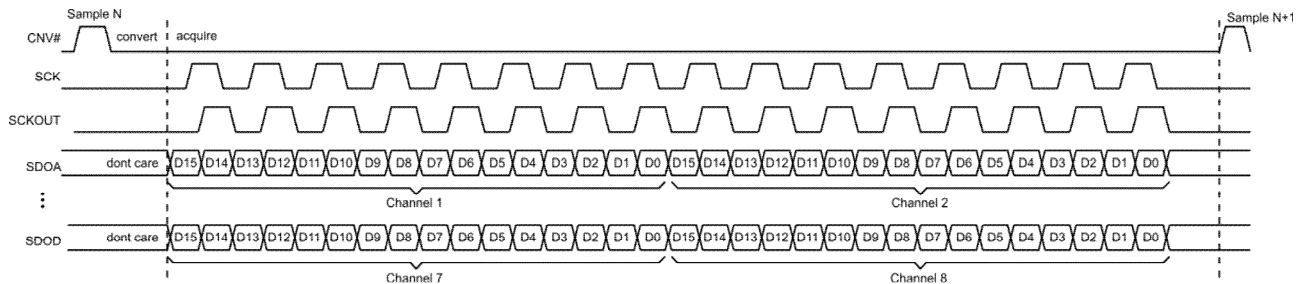 Sample N
Sample N+1
CNV#
convert
acquire
SCK
SCKOUT
SDOA
dont care
D15 D14 D13 D12 D11 D10 D9 D8 D7 D6 D5 D4 D3 D2 D1 D0 D15 D14 D13 D12 D11 D10 D9 D8 D7 D6 D5 D4 D3 D2 D1 D0
Channel 1
Channel 2
SDOD
dont care
D15 D14 D13 D12 D11 D10 D9 D8 D7 D6 D5 D4 D3 D2 D1 D0 D15 D14 D13 D12 D11 D10 D9 D8 D7 D6 D5 D4 D3 D2 D1 D0
Channel 7
Channel 8